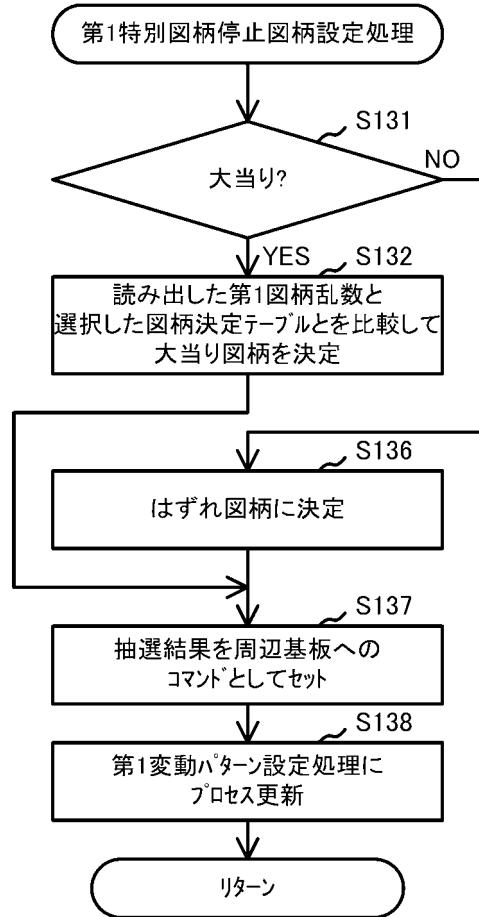 第1特別図柄停止図柄設定処理
S131
大当り?
NO
YES
S132
読み出した第1図柄乱数と
選択した図柄決定ﾃｰﾌﾞﾙとを比較して
大当り図柄を決定
S136
はずれ図柄に決定
S137
抽選結果を周辺基板への
ｺﾏﾝﾄﾞとしてセット
S138
第1変動ﾊﾟﾀｰﾝ設定処理に
ﾌﾟﾛｾｽ更新
ﾘﾀｰﾝ